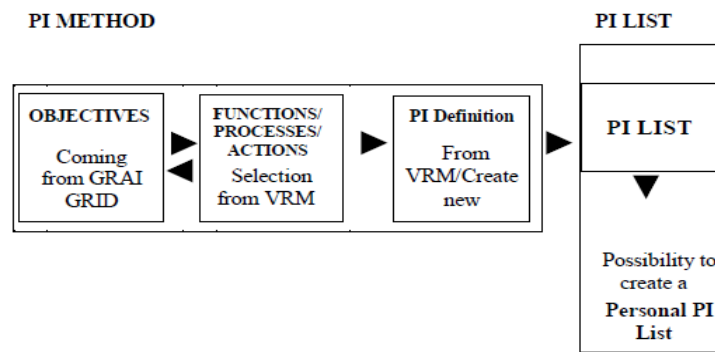 PI METHOD
PI LIST
OBJECTIVES
Coming
from GRAI
GRID
FUNCTIONS/
PROCESSES/
ACTIONS
Selection
from VRM
PI Definition
From
VRM/Create
new
PI LIST
Possibility to
create a
Personal PI
List